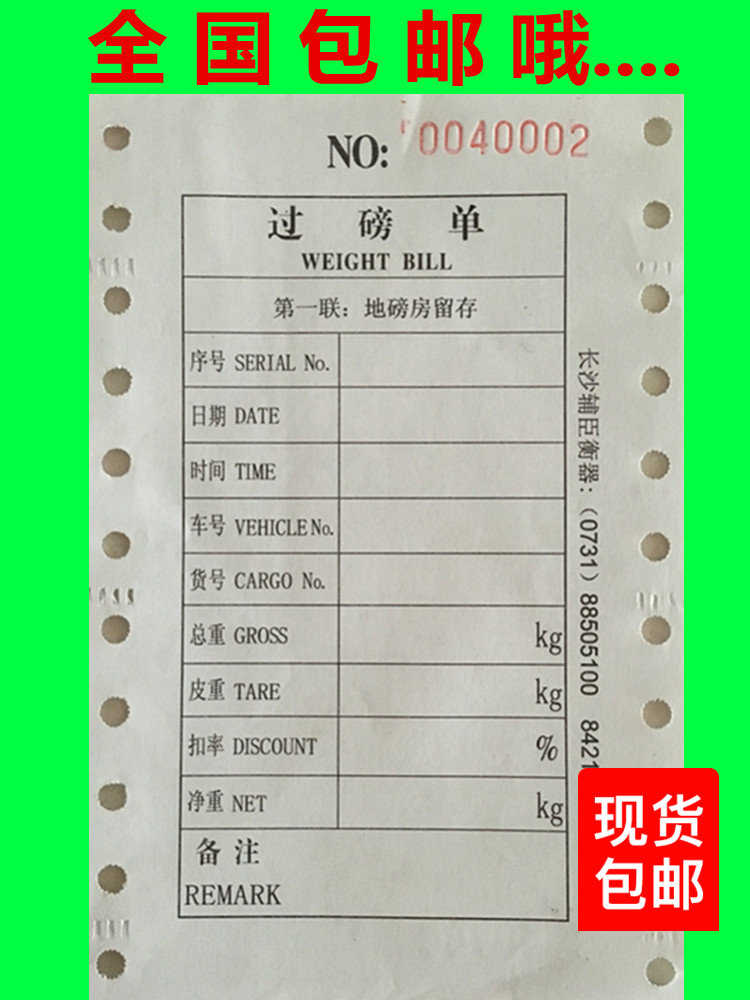 全国包邮哦....
NO: 0040002
过磅单
WEIGHT BILL
第一联：地磅房留存
序号 SERIAL No.
日期 DATE
时间 TIME
车号 VEHICLE No.
货号 CARGO No.
总重 GROSS kg
皮重 TARE kg
扣率 DISCOUNT %
净重 NET kg
备注
REMARK
长沙辅臣衡器：（0731）88505100 8421
现货
包邮